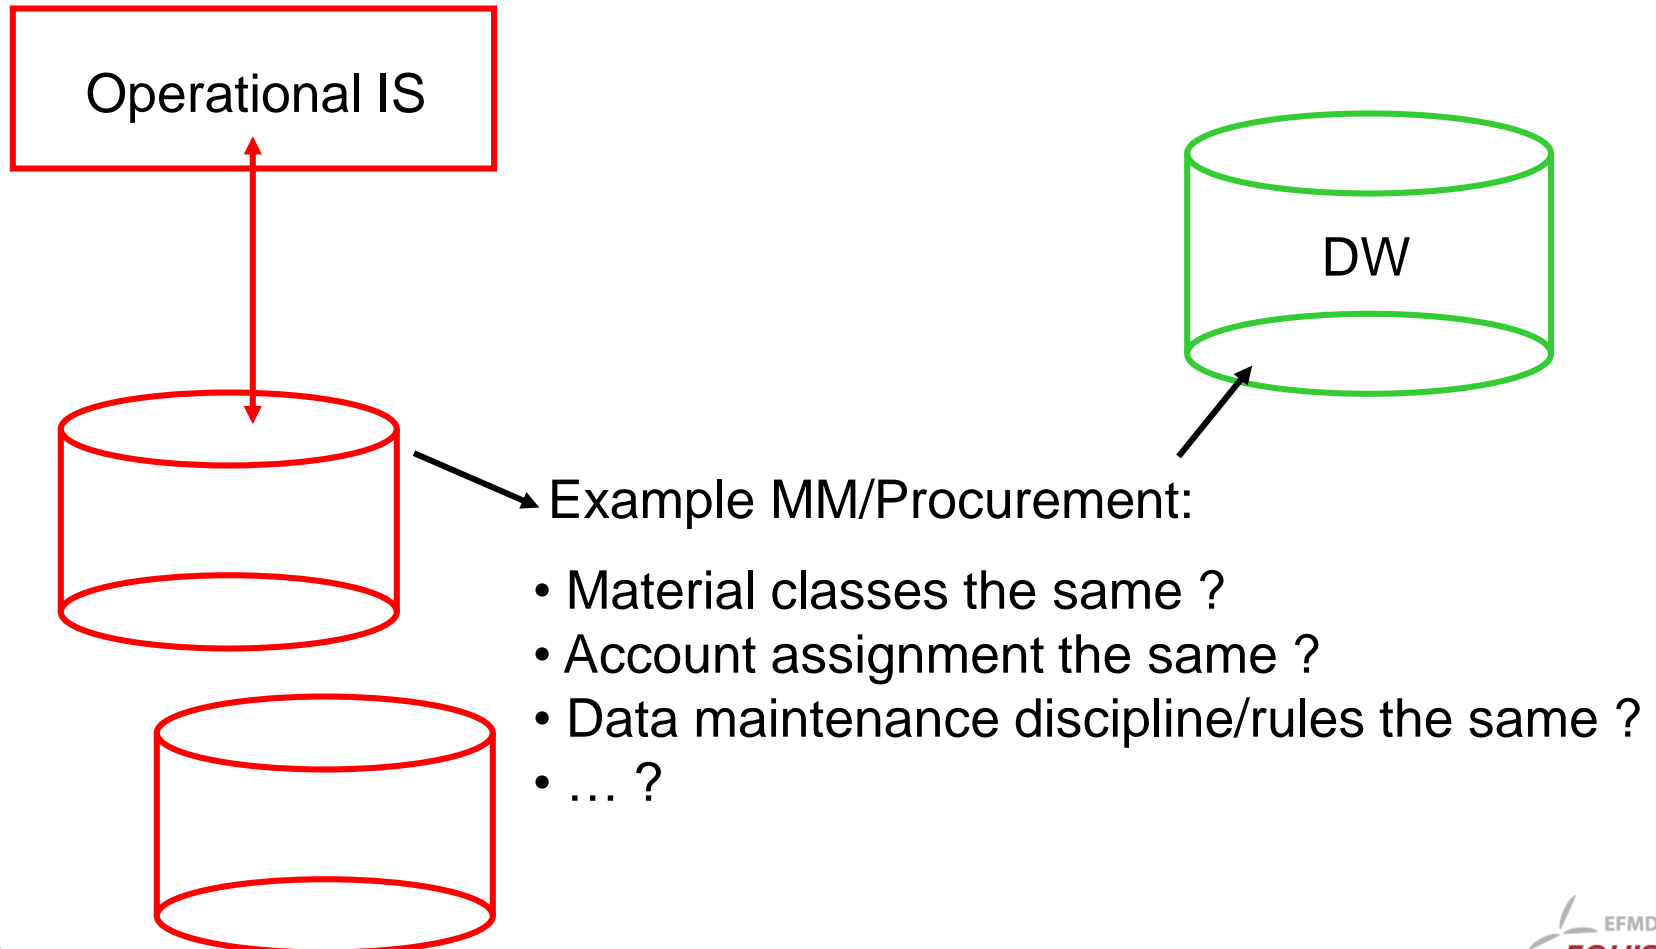 Operational IS
DW
Example MM/Procurement:
• Material classes the same ?
• Account assignment the same ?
• Data maintenance discipline/rules the same ?
• … ?
EFMD